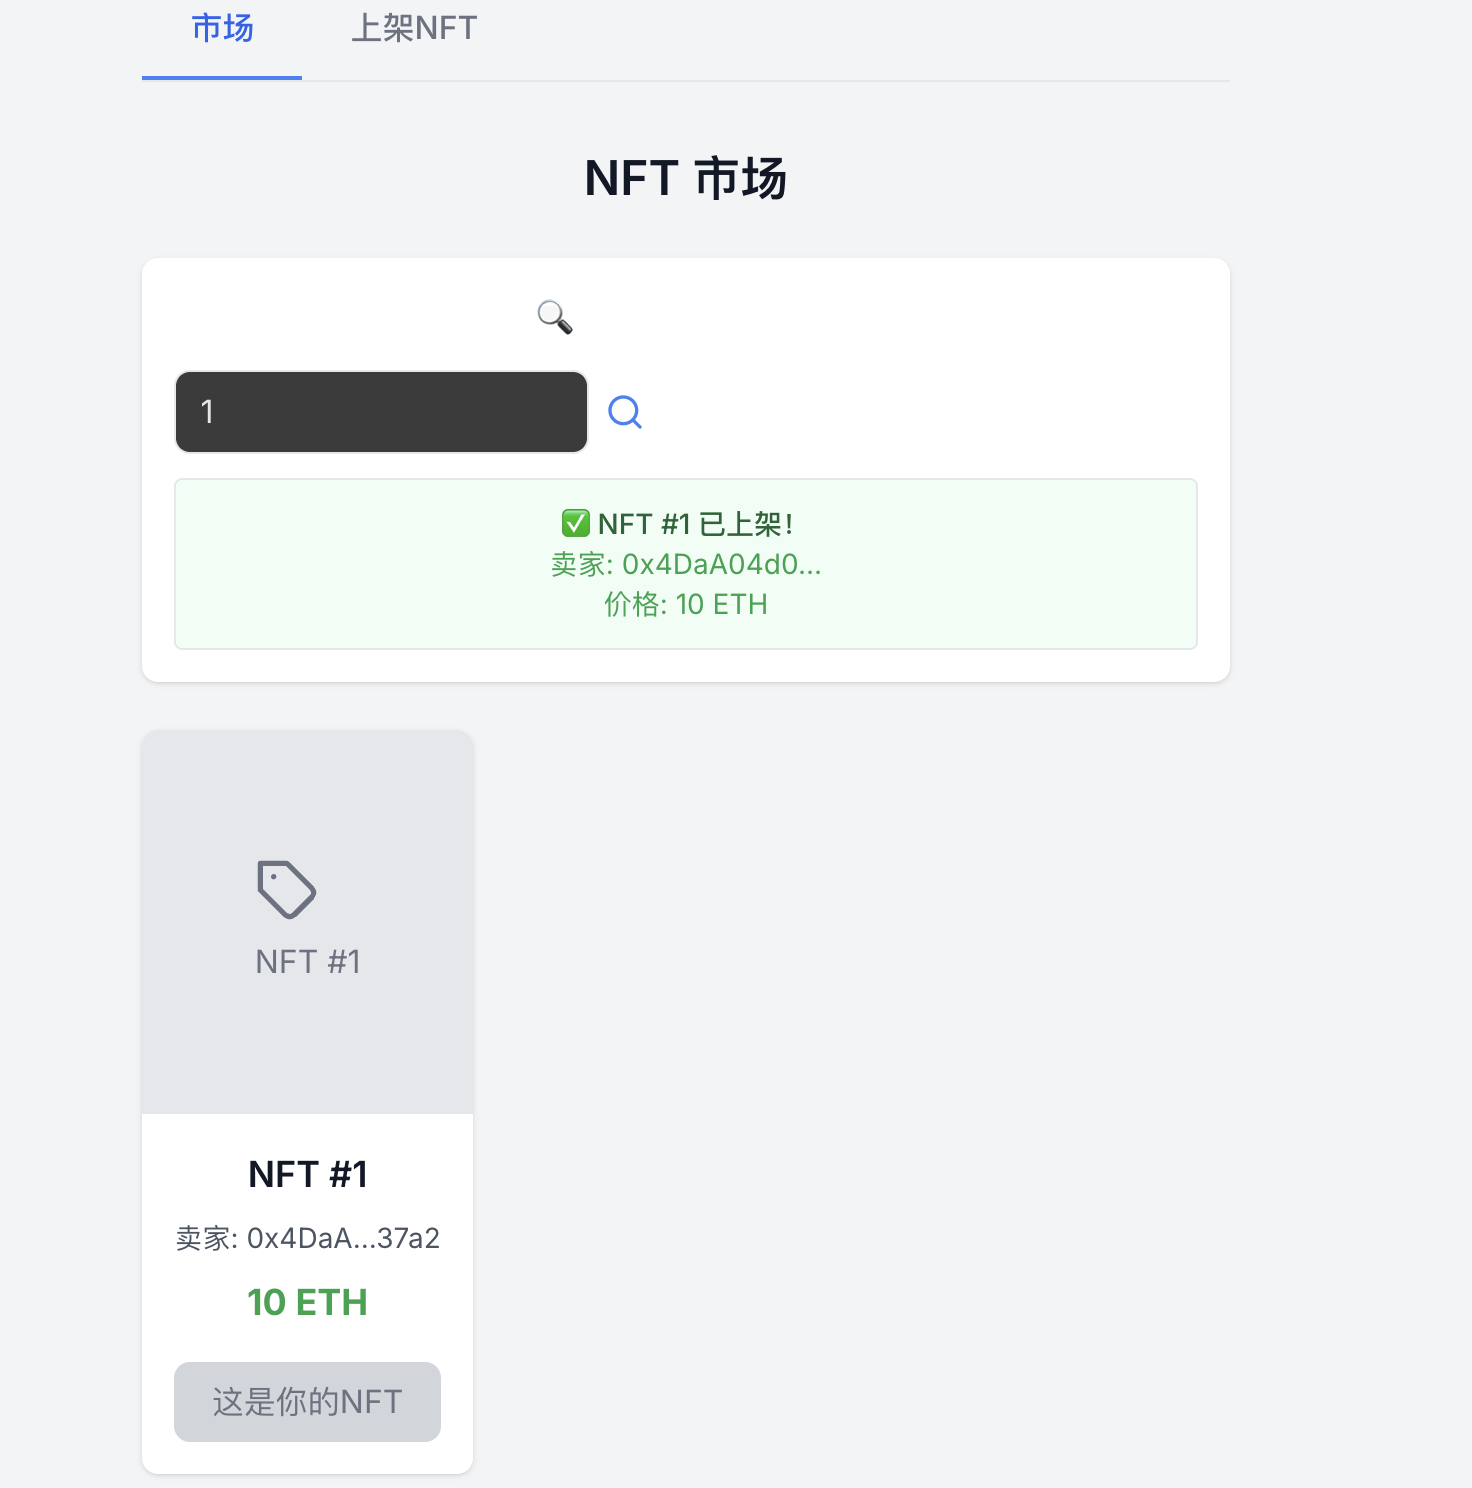 市场
上架NFT
NFT 市场
🔍
1
✅ NFT #1 已上架！
卖家: 0x4DaA04d0...
价格: 10 ETH
NFT #1
NFT #1
卖家: 0x4DaA...37a2
10 ETH
这是你的NFT